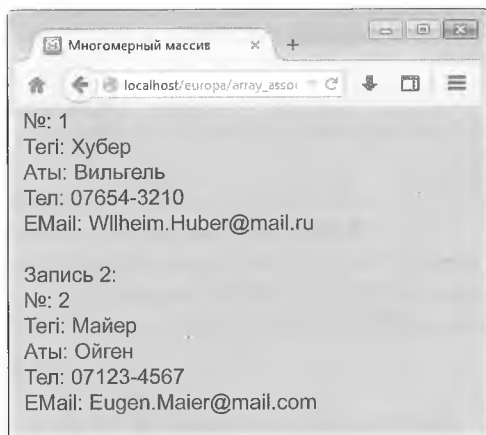 Многомерный массив
localhost/europa/array_asso
№: 1
Тегі: Хубер
Аты: Вильгель
Тел: 07654-3210
EMail: Wllheim.Huber@mail.ru
Запись 2:
№: 2
Тегі: Майер
Аты: Ойген
Тел: 07123-4567
EMail: Eugen.Maier@mail.com